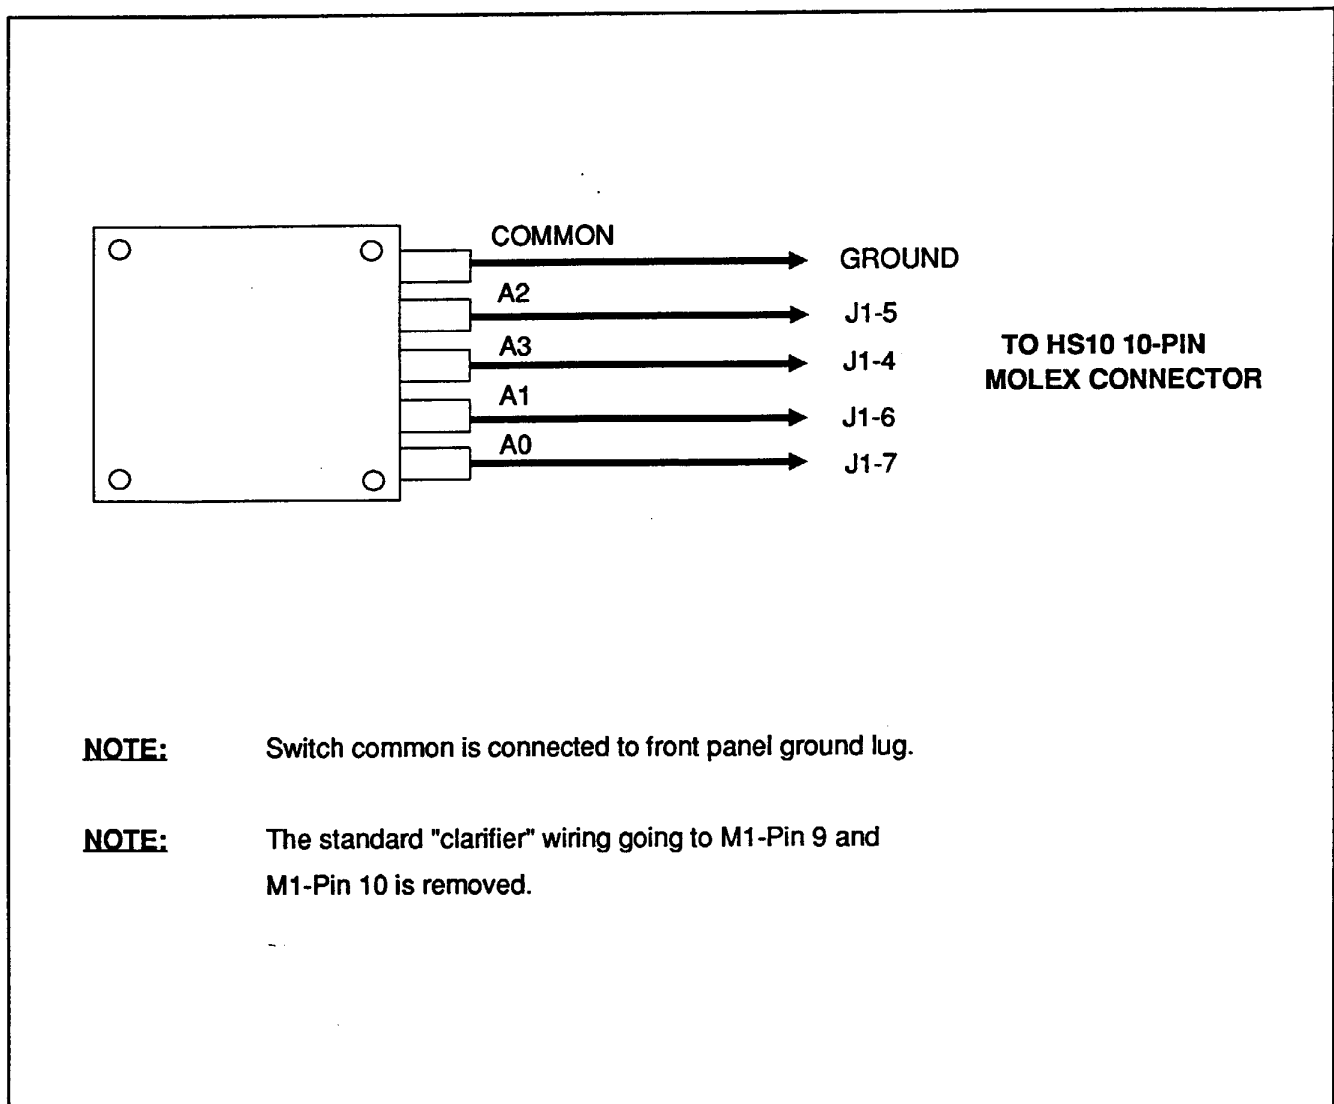 COMMON
GROUND
A2
J1-5
A3
J1-4
A1
J1-6
A0
J1-7
TO HS10 10-PIN
MOLEX CONNECTOR
NOTE: Switch common is connected to front panel ground lug.
NOTE: The standard "clarifier" wiring going to M1-Pin 9 and
M1-Pin 10 is removed.